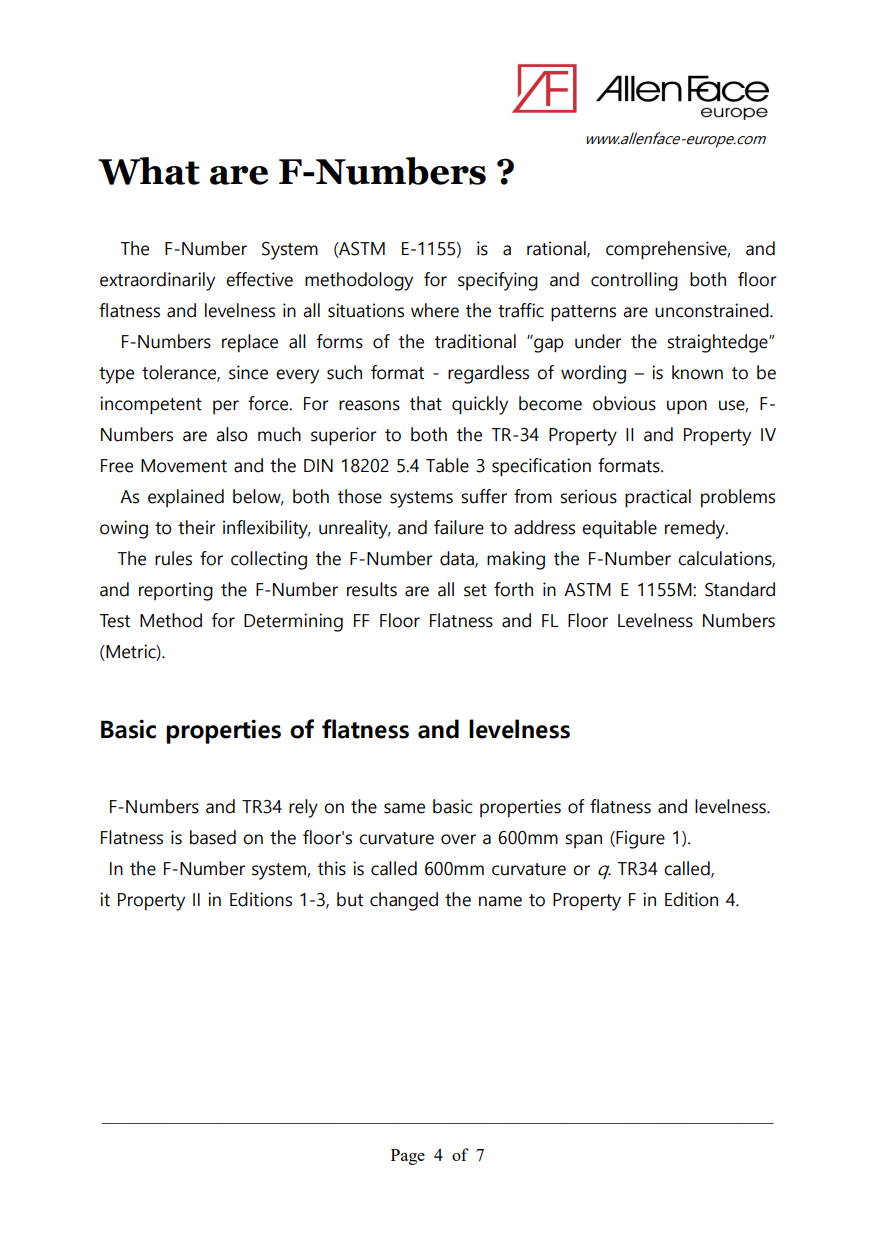 AF Allen Face
europe
www.allenface-europe.com
What are F-Numbers ?
The F-Number System (ASTM E-1155) is a rational, comprehensive, and
extraordinarily effective methodology for specifying and controlling both floor
flatness and levelness in all situations where the traffic patterns are unconstrained.
F-Numbers replace all forms of the traditional "gap under the straightedge"
type tolerance, since every such format - regardless of wording – is known to be
incompetent per force. For reasons that quickly become obvious upon use, F-
Numbers are also much superior to both the TR-34 Property II and Property IV
Free Movement and the DIN 18202 5.4 Table 3 specification formats.
As explained below, both those systems suffer from serious practical problems
owing to their inflexibility, unreality, and failure to address equitable remedy.
The rules for collecting the F-Number data, making the F-Number calculations,
and reporting the F-Number results are all set forth in ASTM E 1155M: Standard
Test Method for Determining FF Floor Flatness and FL Floor Levelness Numbers
(Metric).
Basic properties of flatness and levelness
F-Numbers and TR34 rely on the same basic properties of flatness and levelness.
Flatness is based on the floor's curvature over a 600mm span (Figure 1).
In the F-Number system, this is called 600mm curvature or q. TR34 called,
it Property II in Editions 1-3, but changed the name to Property F in Edition 4.
Page 4 of 7